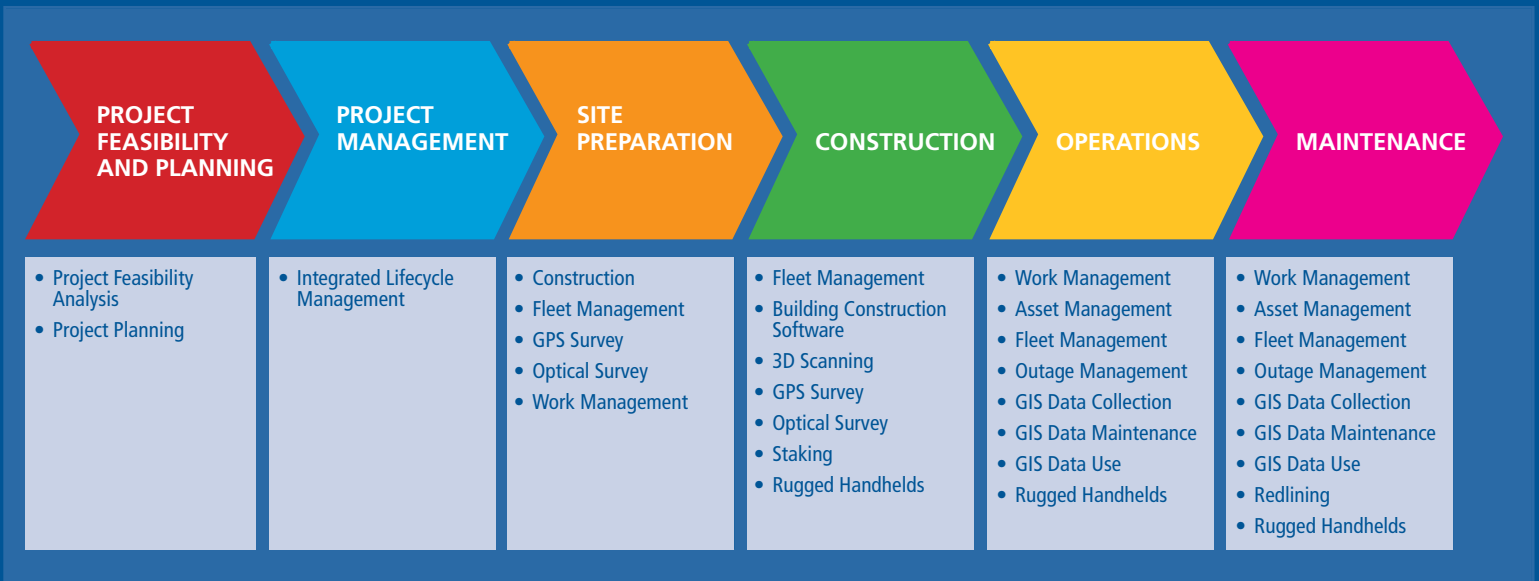 PROJECT
FEASIBILITY
AND PLANNING
PROJECT
MANAGEMENT
SITE
PREPARATION
CONSTRUCTION
OPERATIONS
MAINTENANCE
• Project Feasibility
Analysis
• Project Planning
• Integrated Lifecycle
Management
• Construction
• Fleet Management
• GPS Survey
• Optical Survey
• Work Management
• Fleet Management
• Building Construction
Software
• 3D Scanning
• GPS Survey
• Optical Survey
• Staking
• Rugged Handhelds
• Work Management
• Asset Management
• Fleet Management
• Outage Management
• GIS Data Collection
• GIS Data Maintenance
• GIS Data Use
• Rugged Handhelds
• Work Management
• Asset Management
• Fleet Management
• Outage Management
• GIS Data Collection
• GIS Data Maintenance
• GIS Data Use
• Redlining
• Rugged Handhelds